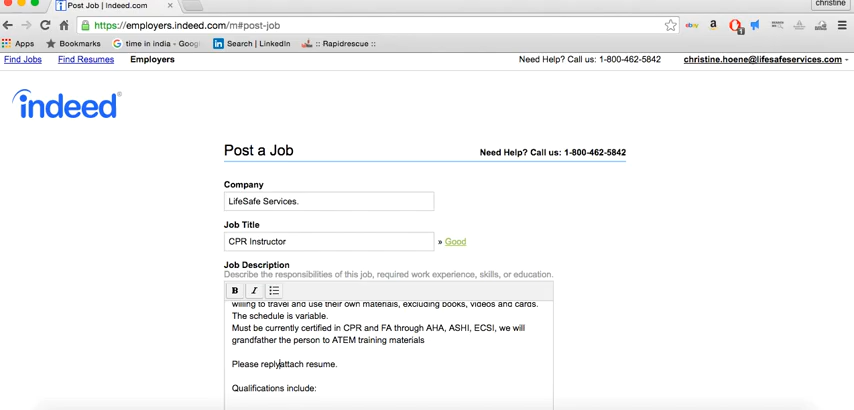 christine
Post Job | Indeed.com
https://employers.indeed.com/m#post-job
ebay a
Apps Bookmarks time in india - Googl Search | LinkedIn :: Rapidrescue ::
Find Jobs Find Resumes Employers Need Help? Call us: 1-800-462-5842 christine.hoene@lifesafeservices.com
indeed
Post a Job Need Help? Call us: 1-800-462-5842
Company
LifeSafe Services.
Job Title
CPR Instructor » Good
Job Description
Describe the responsibilities of this job, required work experience, skills, or education.
B I
willing to travel and use their own materials, excluding books, videos and cards.
The schedule is variable.
Must be currently certified in CPR and FA through AHA, ASHI, ECSI, we will
grandfather the person to ATEM training materials
Please replyattach resume.
Qualifications include: